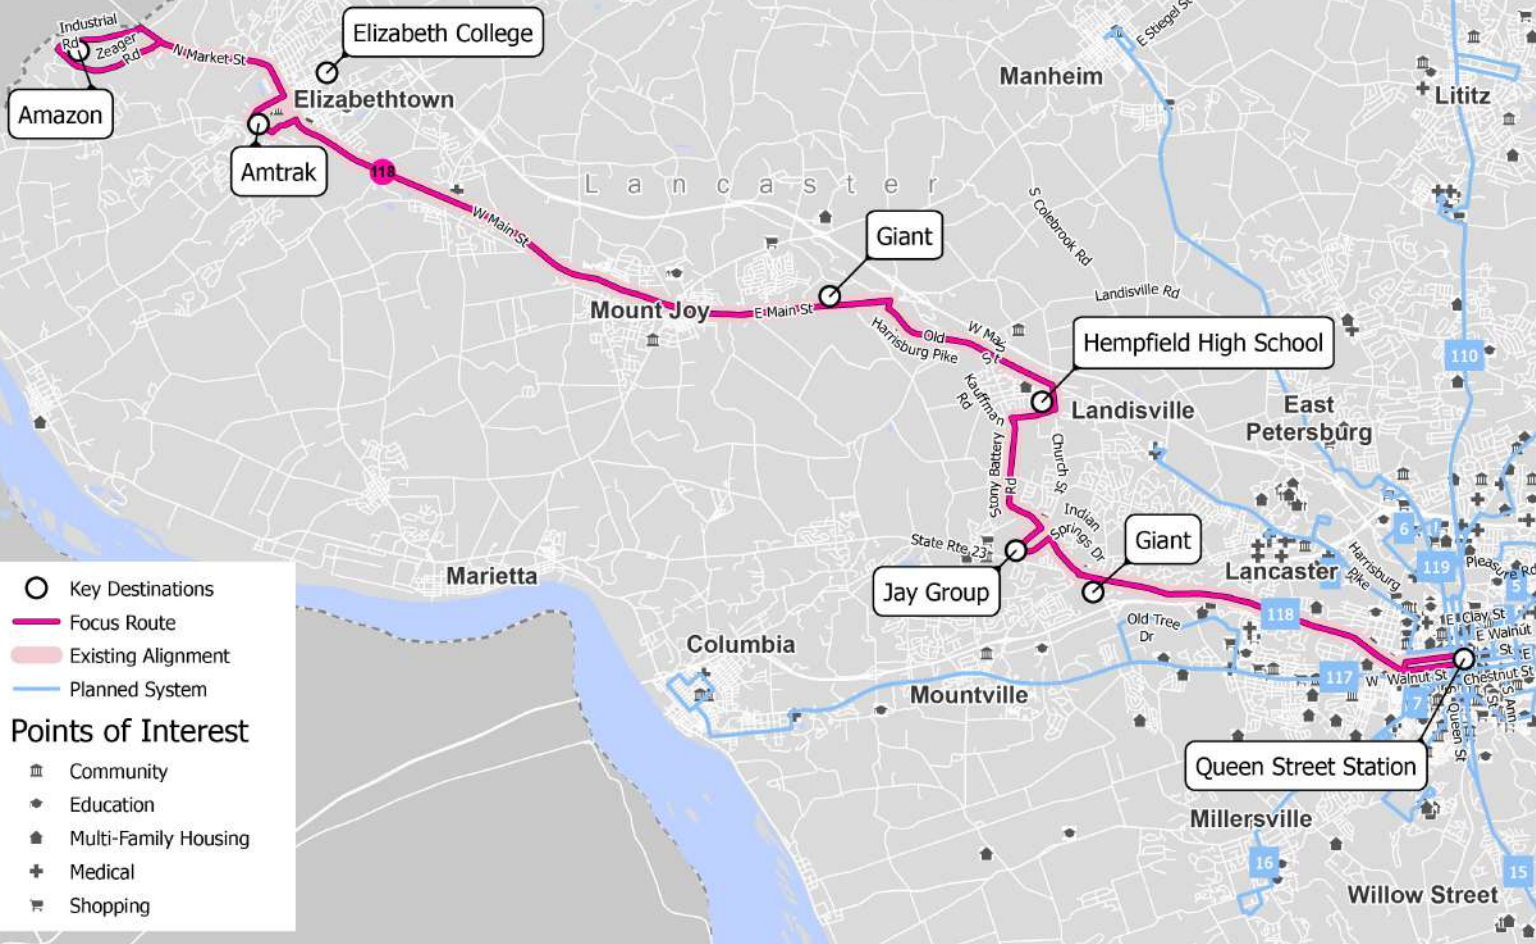 Industrial
Rd
Zeager
Rd
N Market St
Elizabeth College
Elizabethtown
Amazon
Amtrak
118
W Main St
Lancaster
Manheim
E Stiegel St
Lititz
S Colebrook Rd
Landisville Rd
Giant
Mount Joy
E Main St
Harrisburg Pike
Old
W Main
St
Hempfield High School
Kauffman
Rd
Landisville
110
East
Petersburg
Stony Battery
Rd
Church St
Indian
Springs Dr
State Rte 23
Giant
Jay Group
Lancaster
Harrisburg
Pike
6
119
Pleasure Rd
5
118
E Clay St
E Walnut
St
E
Old Tree
Dr
117
W Walnut St
Chestnut St
7
S Queen St
S Ann
St
Marietta
Columbia
Mountville
Queen Street Station
Millersville
16
15
Willow Street
Key Destinations
Focus Route
Existing Alignment
Planned System
Points of Interest
Community
Education
Multi-Family Housing
Medical
Shopping